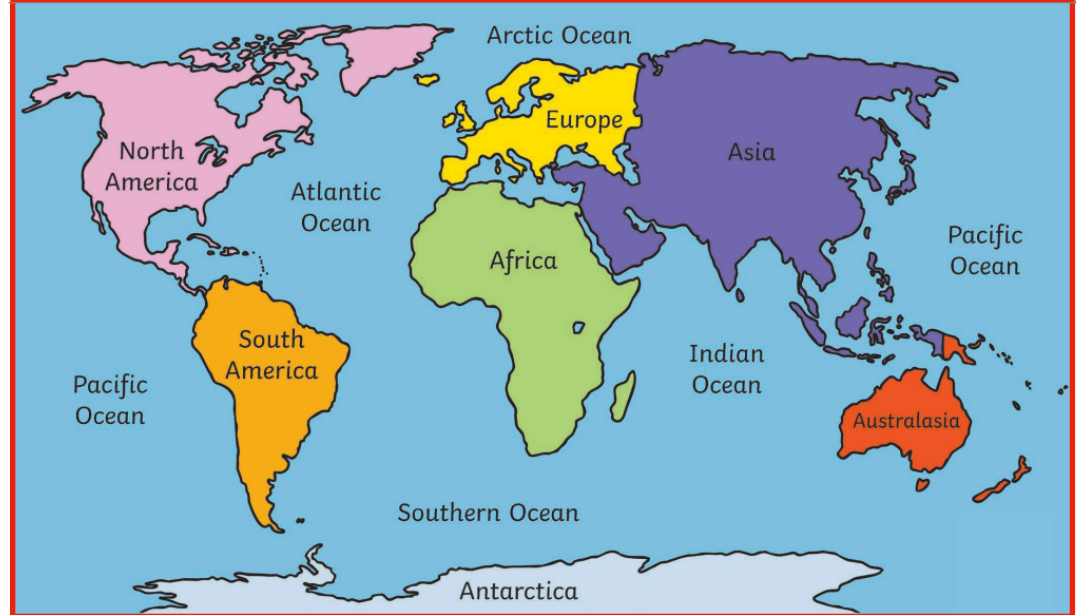 Arctic Ocean
Europe
North
America
Asia
Atlantic
Ocean
Pacific
Ocean
Africa
South
America
Indian
Ocean
Pacific
Ocean
Australasia
Southern Ocean
Antarctica